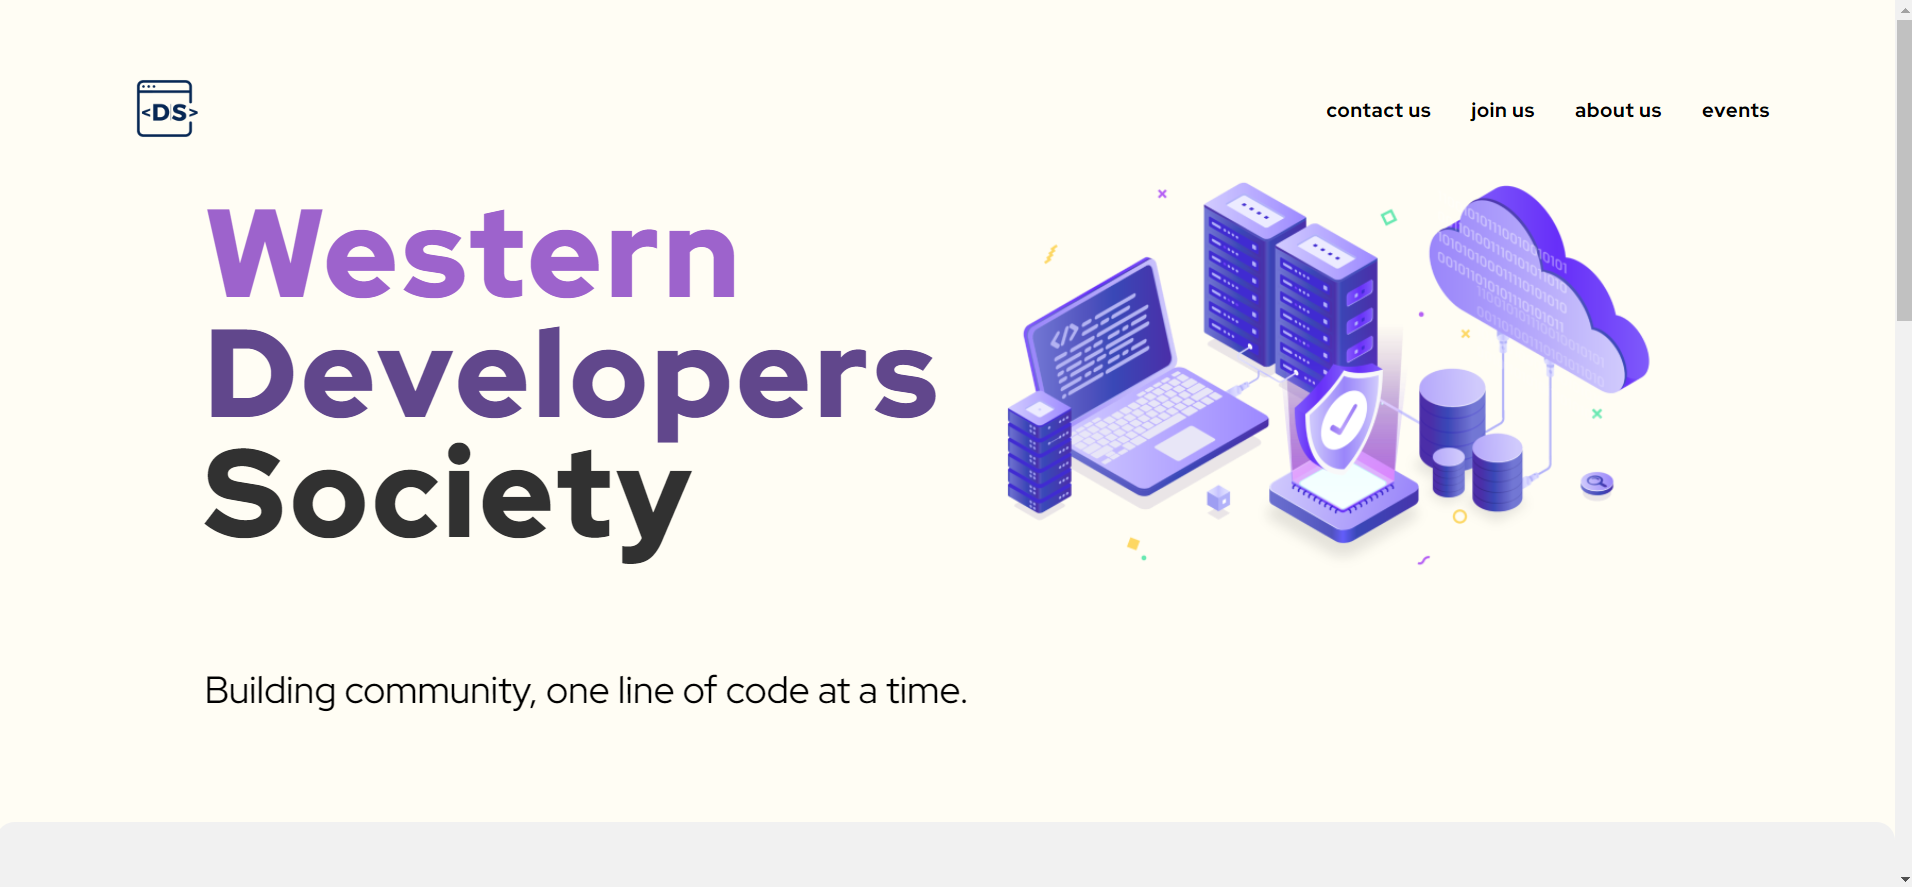 <DS>
contact us join us about us events
Western
Developers
Society
</>
Building community, one line of code at a time.